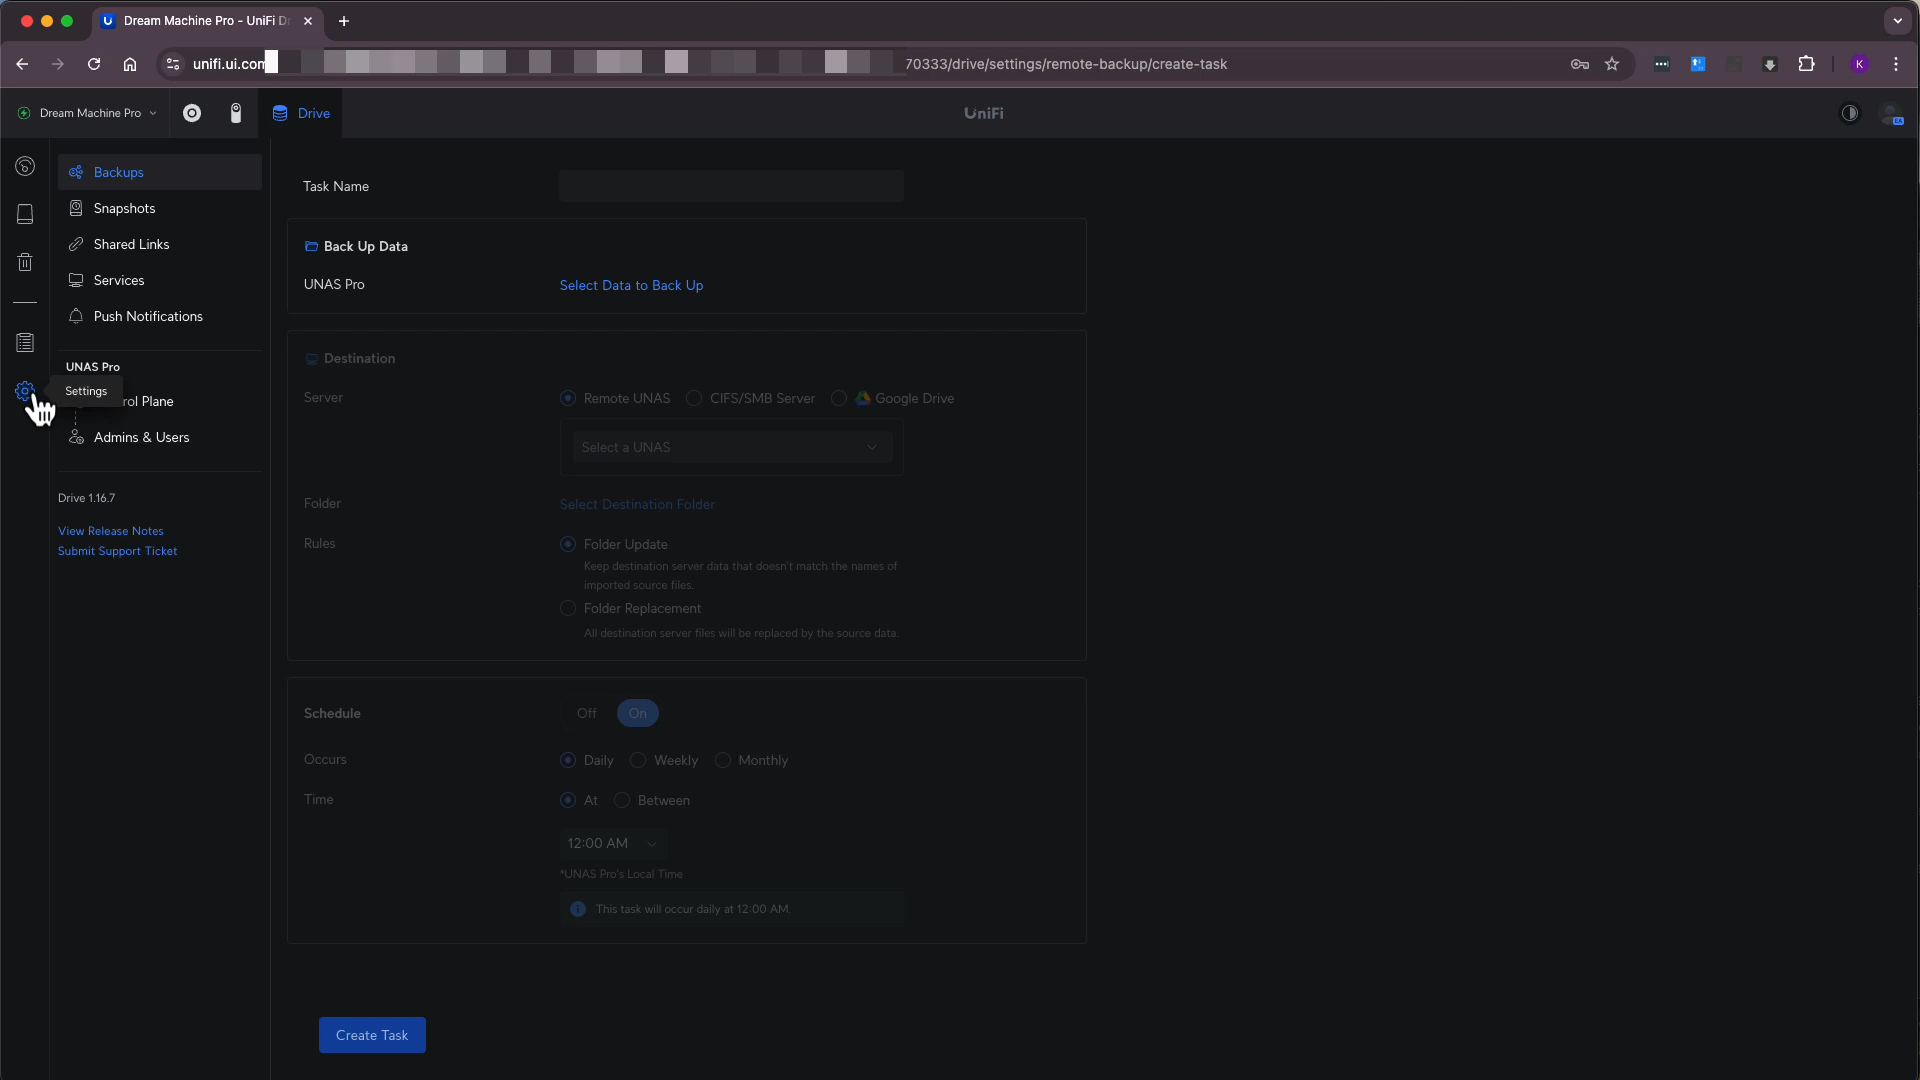 Dream Machine Pro - UniFi Dr
unifi.ui.com
70333/drive/settings/remote-backup/create-task
K
Dream Machine Pro
Drive
UniFi
EA
Backups
Snapshots
Shared Links
Services
Push Notifications
UNAS Pro
Settings
rol Plane
Admins & Users
Drive 1.16.7
View Release Notes
Submit Support Ticket
Task Name
Back Up Data
UNAS Pro
Select Data to Back Up
Destination
Server
Remote UNAS
CIFS/SMB Server
Google Drive
Select a UNAS
Folder
Select Destination Folder
Rules
Folder Update
Keep destination server data that doesn't match the names of
imported source files.
Folder Replacement
All destination server files will be replaced by the source data.
Schedule
Off
On
Occurs
Daily
Weekly
Monthly
Time
At
Between
12:00 AM
*UNAS Pro's Local Time
This task will occur daily at 12:00 AM.
Create Task